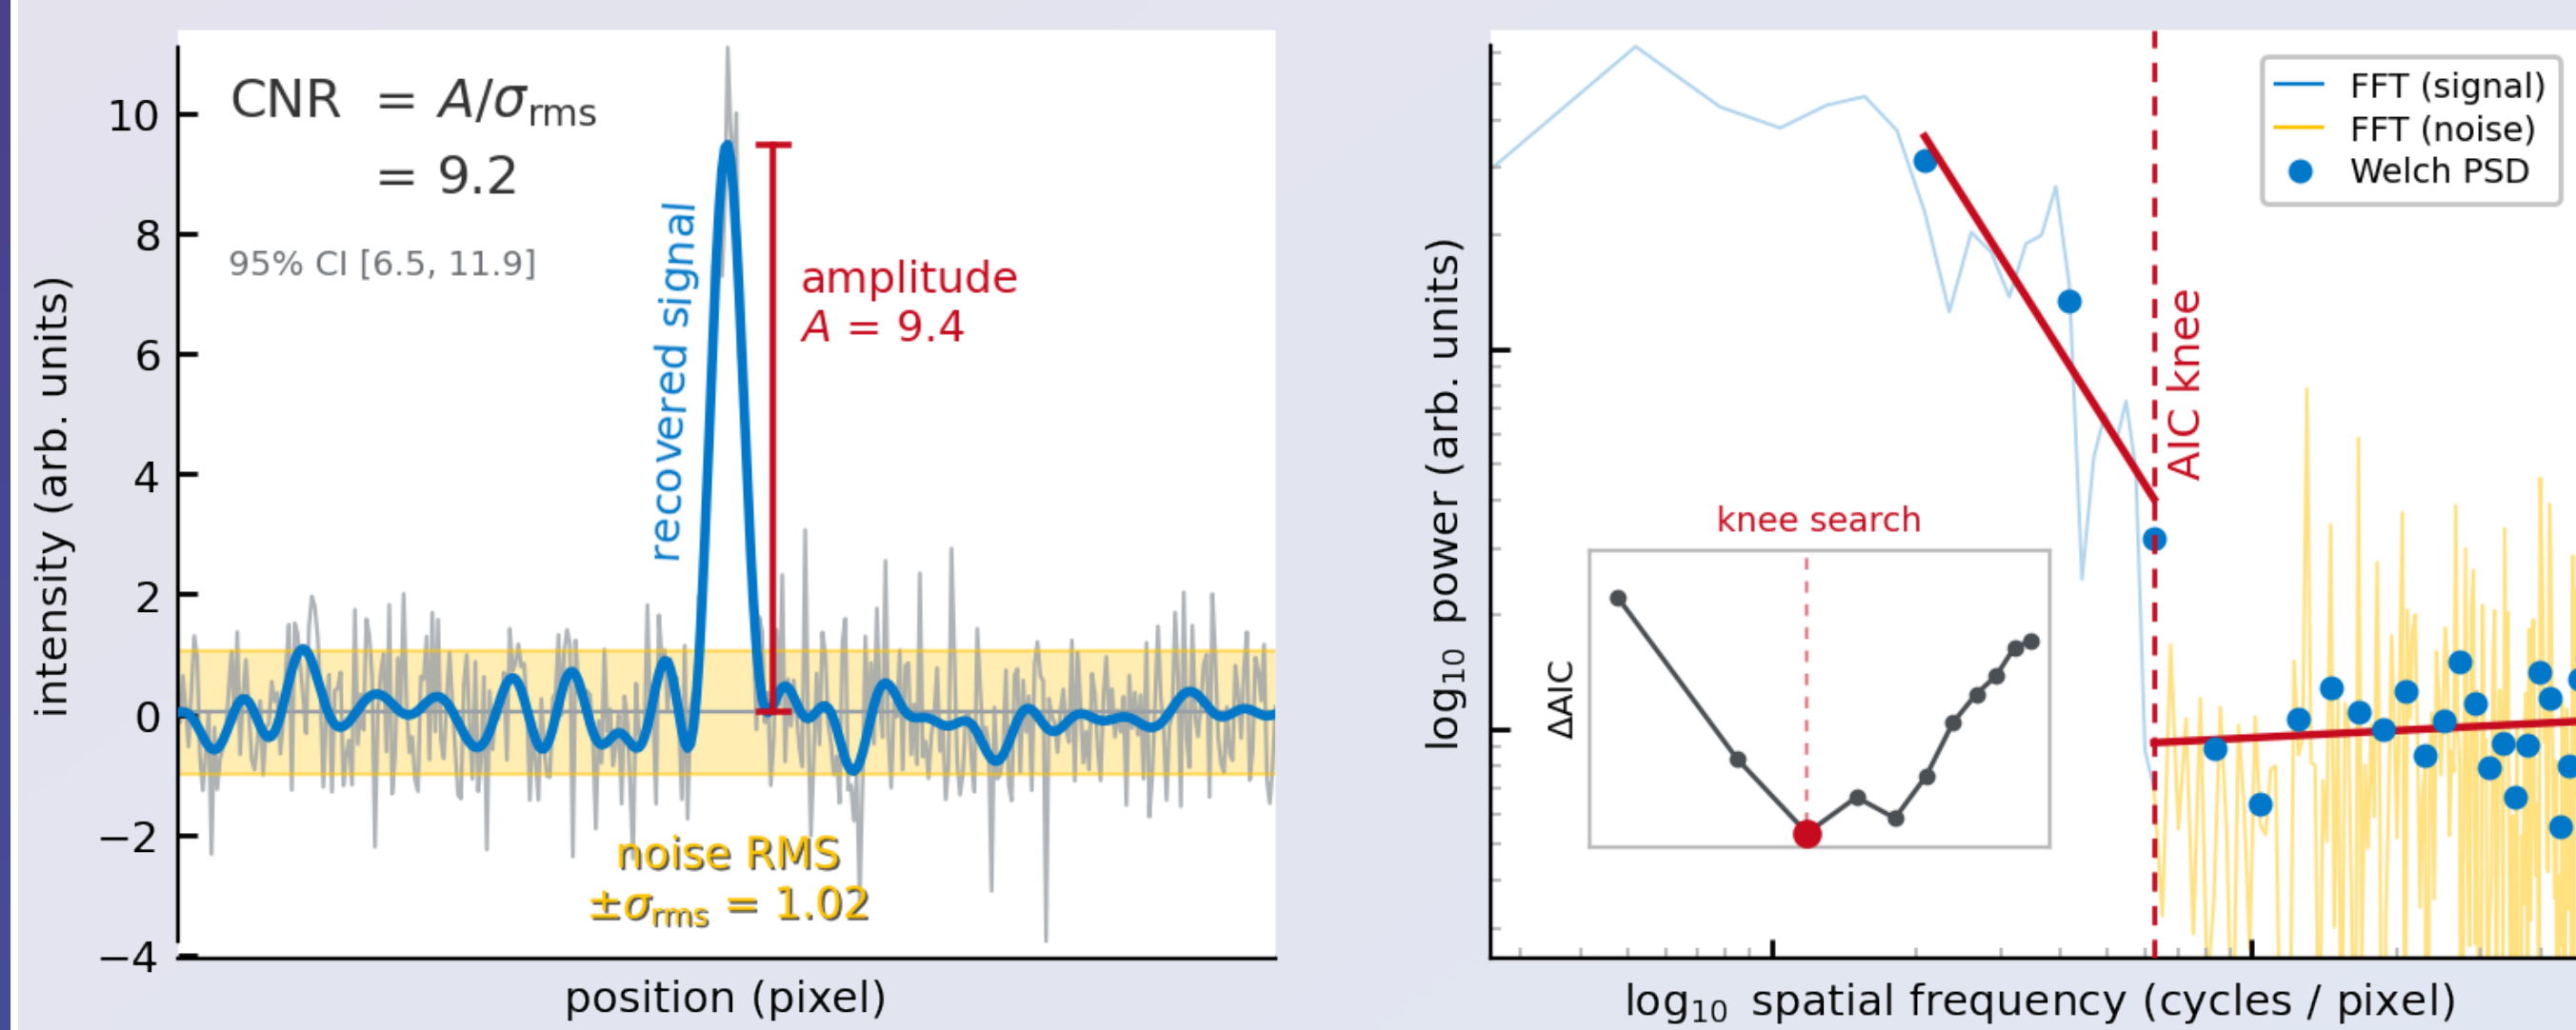 CNR = A/σrms
= 9.2
95% CI [6.5, 11.9]
recovered signal
amplitude
A = 9.4
noise RMS
±σrms = 1.02
intensity (arb. units)
10
8
6
4
2
0
−2
−4
position (pixel)
FFT (signal)
FFT (noise)
Welch PSD
AIC knee
knee search
ΔAIC
log10 power (arb. units)
log10 spatial frequency (cycles / pixel)